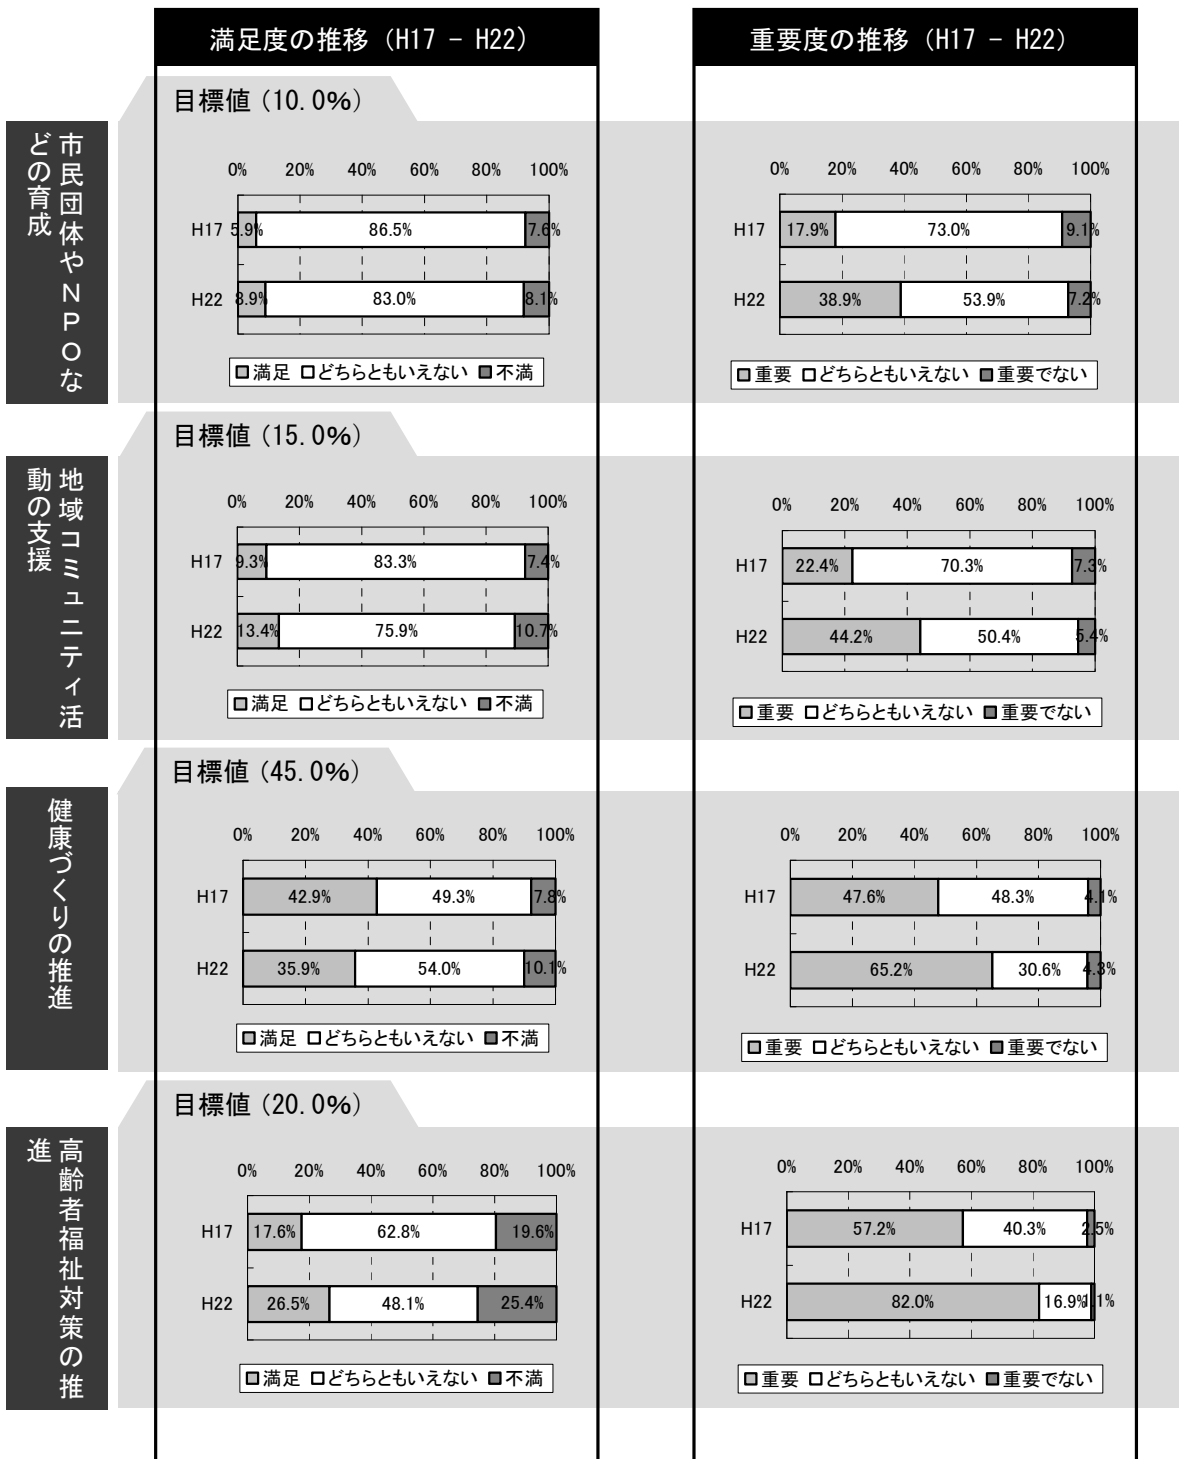 満足度の推移（H17 － H22）
重要度の推移（H17 － H22）
市民団体やＮＰＯな
どの育成
目標値（10.0%）
0% 20% 40% 60% 80% 100%
H17 5.9% 86.5% 7.6%
H22 8.9% 83.0% 8.1%
満足 どちらともいえない 不満
0% 20% 40% 60% 80% 100%
H17 17.9% 73.0% 9.1%
H22 38.9% 53.9% 7.2%
重要 どちらともいえない 重要でない
地域コミュニティ活
動の支援
目標値（15.0%）
0% 20% 40% 60% 80% 100%
H17 9.3% 83.3% 7.4%
H22 13.4% 75.9% 10.7%
満足 どちらともいえない 不満
0% 20% 40% 60% 80% 100%
H17 22.4% 70.3% 7.3%
H22 44.2% 50.4% 5.4%
重要 どちらともいえない 重要でない
健康づくりの推進
目標値（45.0%）
0% 20% 40% 60% 80% 100%
H17 42.9% 49.3% 7.8%
H22 35.9% 54.0% 10.1%
満足 どちらともいえない 不満
0% 20% 40% 60% 80% 100%
H17 47.6% 48.3% 4.1%
H22 65.2% 30.6% 4.3%
重要 どちらともいえない 重要でない
高齢者福祉対策の推
進
目標値（20.0%）
0% 20% 40% 60% 80% 100%
H17 17.6% 62.8% 19.6%
H22 26.5% 48.1% 25.4%
満足 どちらともいえない 不満
0% 20% 40% 60% 80% 100%
H17 57.2% 40.3% 2.5%
H22 82.0% 16.9% 1.1%
重要 どちらともいえない 重要でない